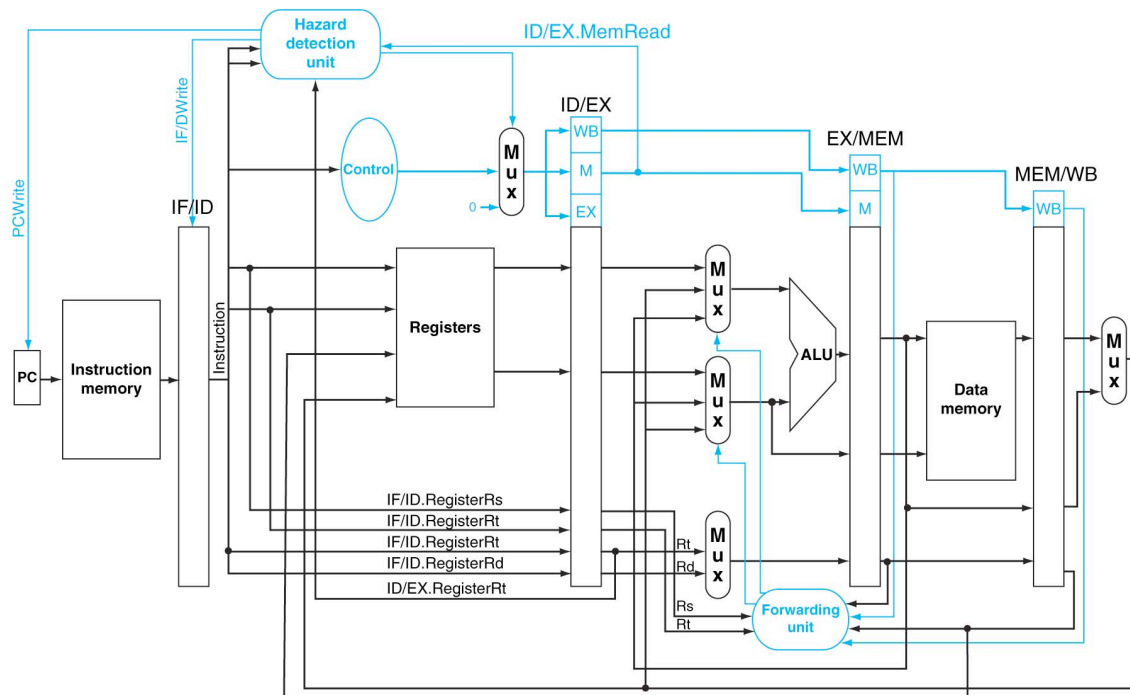 Hazard
detection
unit
ID/EX.MemRead
PCWrite
IF/DWrite
ID/EX
WB
M
EX
Control
0
M
u
x
EX/MEM
WB
M
MEM/WB
WB
IF/ID
Instruction
PC
Instruction
memory
Registers
M
u
x
M
u
x
ALU
Data
memory
M
u
x
IF/ID.RegisterRs
IF/ID.RegisterRt
IF/ID.RegisterRt
IF/ID.RegisterRd
ID/EX.RegisterRt
Rt
Rd
M
u
x
Rs
Rt
Forwarding
unit